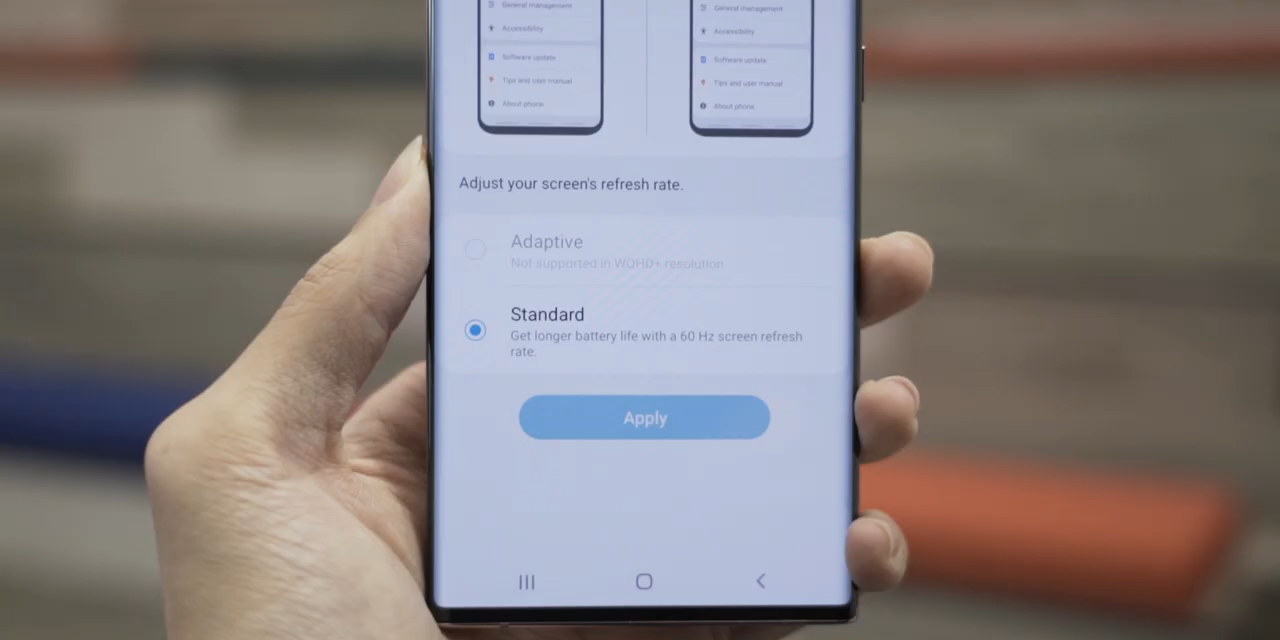 General management
General management
Accessibility
Accessibility
Software update
Software update
Tips and user manual
Tips and user manual
About phone
About phone
Adjust your screen's refresh rate.
Adaptive
Not supported in WQHD+ resolution
Standard
Get longer battery life with a 60 Hz screen refresh
rate.
Apply